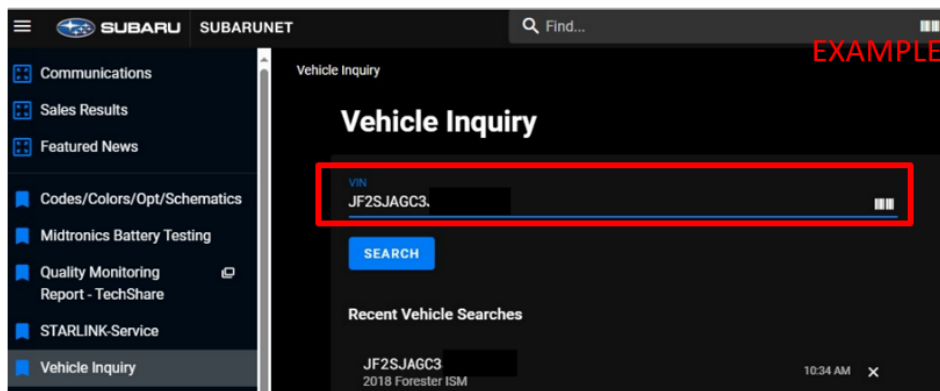 SUBARU SUBARUNET Find...
EXAMPLE
Communications
Sales Results
Featured News
Codes/Colors/Opt/Schematics
Midtronics Battery Testing
Quality Monitoring
Report - TechShare
STARLINK-Service
Vehicle Inquiry
Vehicle Inquiry
Vehicle Inquiry
VIN
JF2SJAGC3
SEARCH
Recent Vehicle Searches
JF2SJAGC3
2018 Forester ISM
10:34 AM